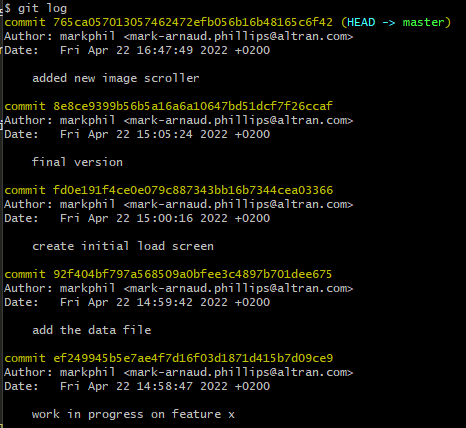 $ git log
commit 765ca057013057462472efb056b16b48165c6f42 (HEAD -> master)
Author: markphil <mark-arnaud.phillips@altran.com>
Date:   Fri Apr 22 16:47:49 2022 +0200
added new image scroller
commit 8e8ce9399b56b5a16a6a10647bd51dcf7f26ccaf
Author: markphil <mark-arnaud.phillips@altran.com>
Date:   Fri Apr 22 15:05:24 2022 +0200
final version
commit fd0e191f4ce0e079c887343bb16b7344cea03366
Author: markphil <mark-arnaud.phillips@altran.com>
Date:   Fri Apr 22 15:00:16 2022 +0200
create initial load screen
commit 92f404bf797a568509a0bfee3c4897b701dee675
Author: markphil <mark-arnaud.phillips@altran.com>
Date:   Fri Apr 22 14:59:42 2022 +0200
add the data file
commit ef249945b5e7ae4f7d16f03d1871d415b7d09ce9
Author: markphil <mark-arnaud.phillips@altran.com>
Date:   Fri Apr 22 14:58:47 2022 +0200
work in progress on feature x